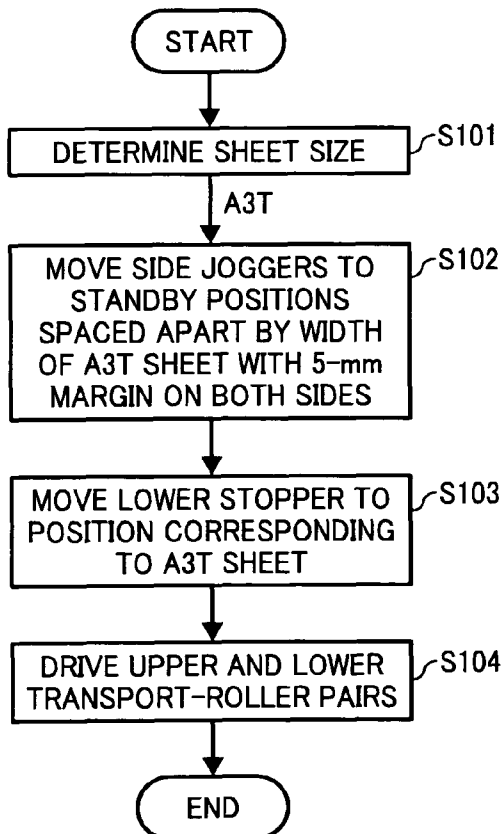 START
DETERMINE SHEET SIZE
S101
A3T
MOVE SIDE JOGGERS TO
STANDBY POSITIONS
SPACED APART BY WIDTH
OF A3T SHEET WITH 5-mm
MARGIN ON BOTH SIDES
S102
MOVE LOWER STOPPER TO
POSITION CORRESPONDING
TO A3T SHEET
S103
DRIVE UPPER AND LOWER
TRANSPORT-ROLLER PAIRS
S104
END